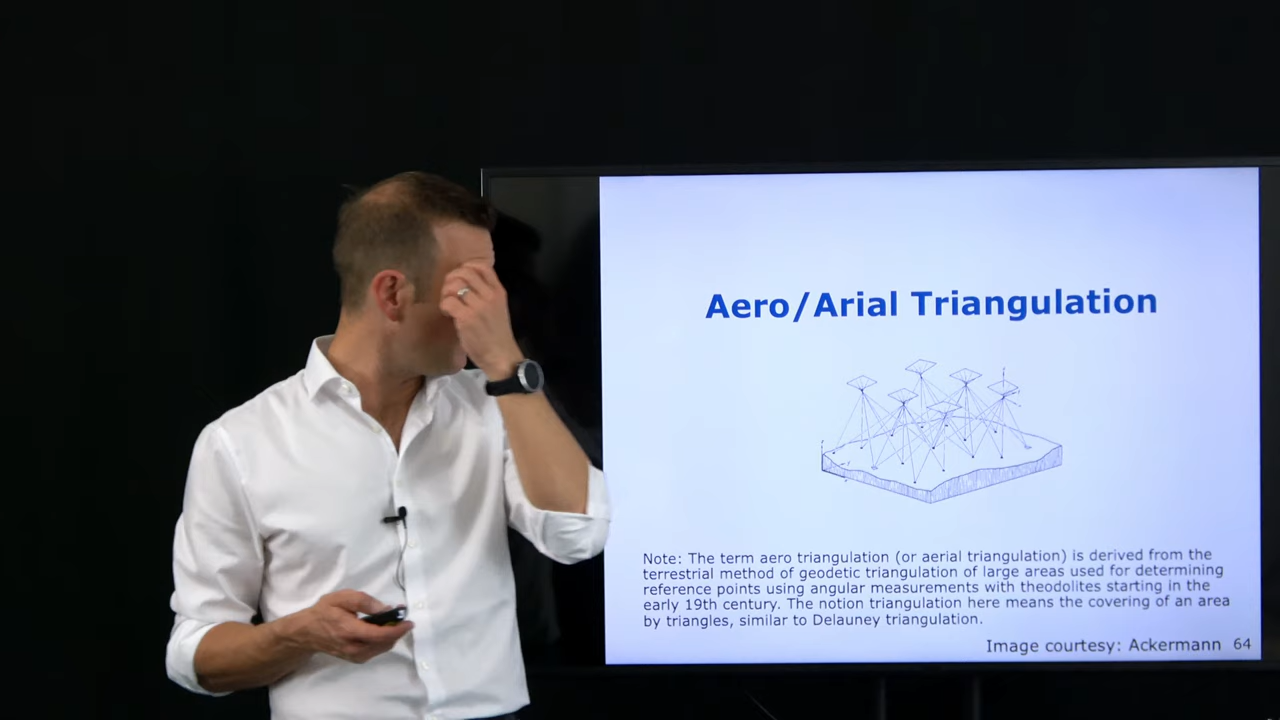 Aero/Arial Triangulation
Note: The term aero triangulation (or aerial triangulation) is derived from the
terrestrial method of geodetic triangulation of large areas used for determining
reference points using angular measurements with theodolites starting in the
early 19th century. The notion triangulation here means the covering of an area
by triangles, similar to Delauney triangulation.
Image courtesy: Ackermann 64